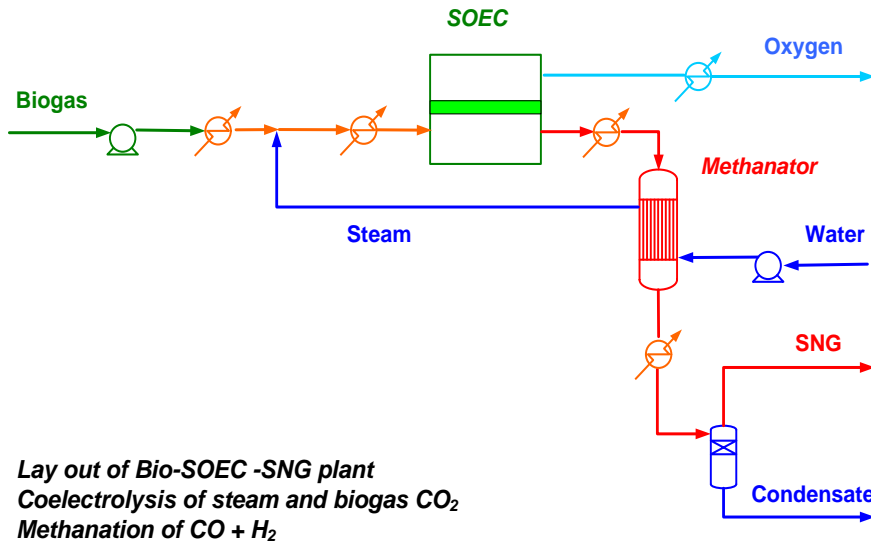 SOEC
Oxygen
Biogas
Methanator
Steam
Water
SNG
Condensate
Lay out of Bio-SOEC -SNG plant
Coelectrolysis of steam and biogas CO₂
Methanation of CO + H₂